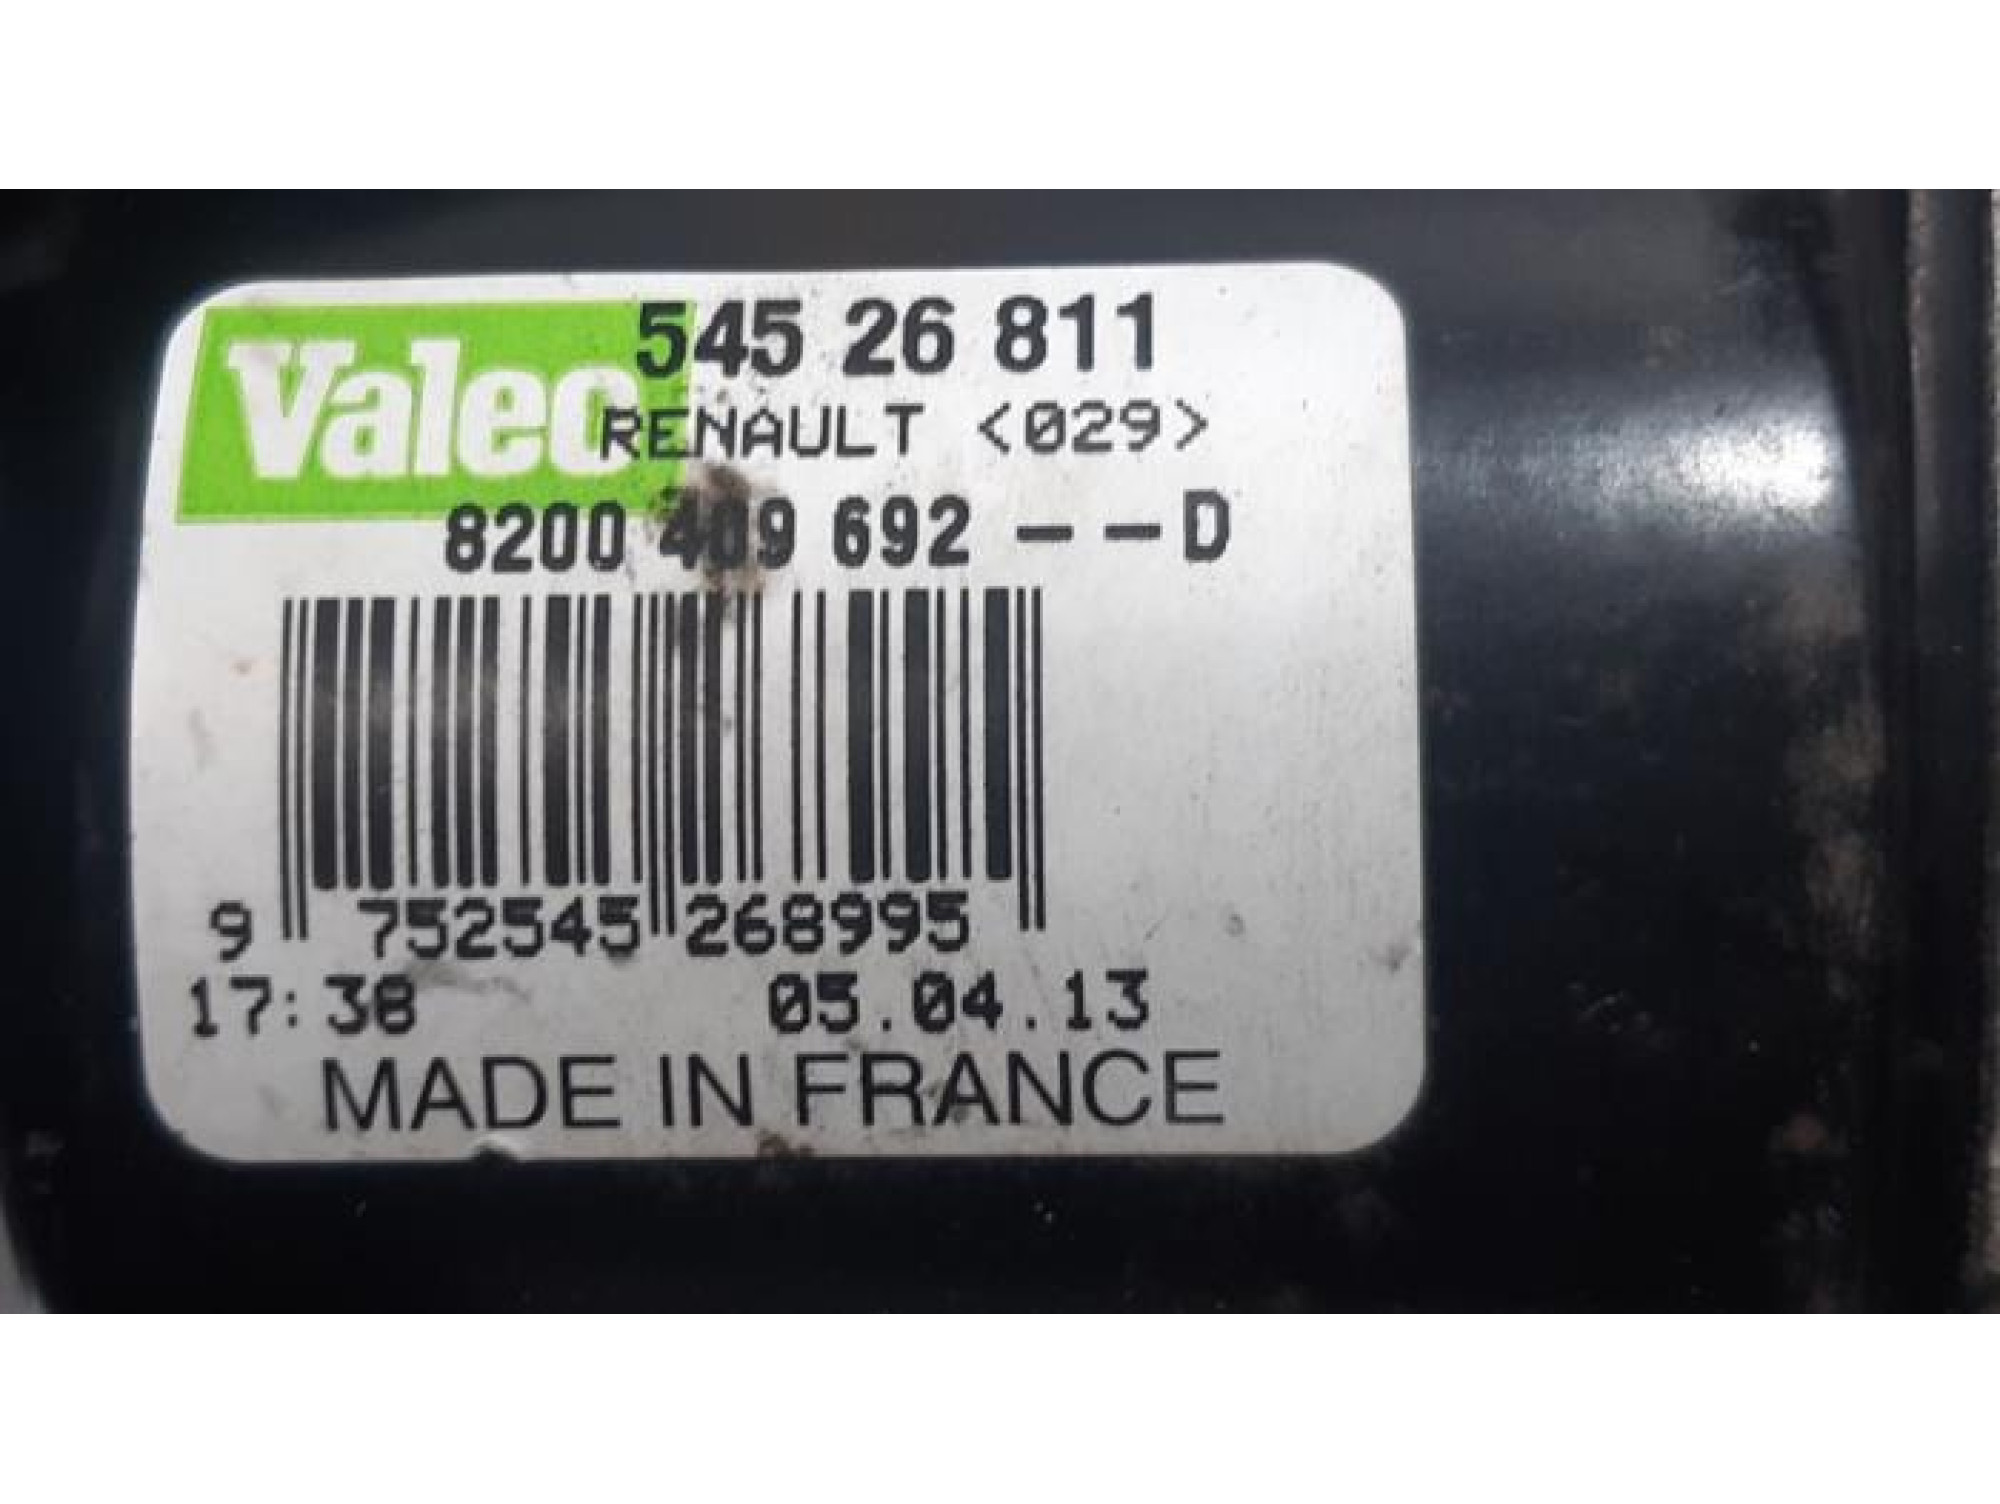 Valeo 545 26 811
RENAULT <029>
8200 409 692 --D
9 752545 268995
17:38 05.04.13
MADE IN FRANCE